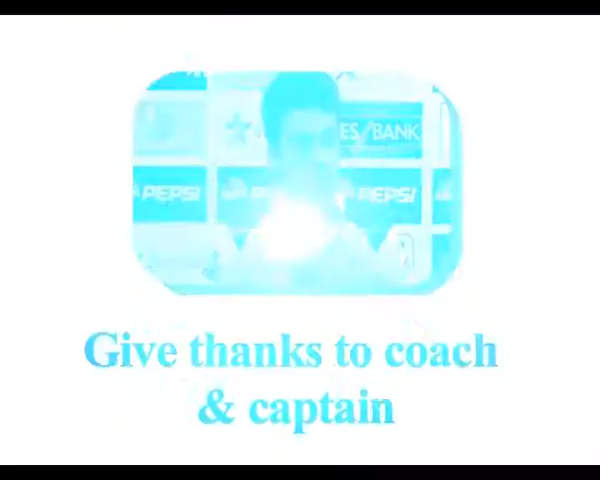 ES/BANK
PEPSI
PEPSI
Give thanks to coach
& captain